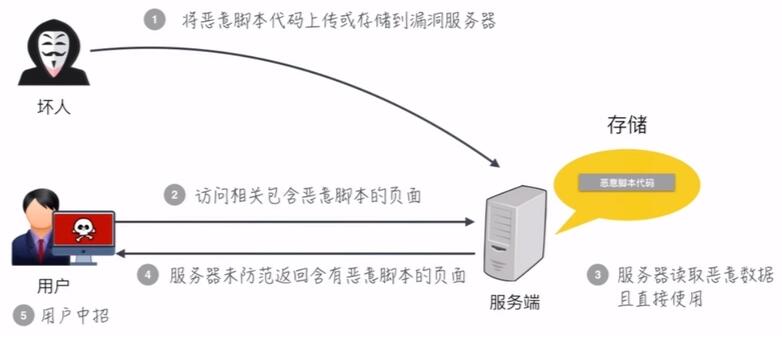 1 将恶意脚本代码上传或存储到漏洞服务器
坏人
存储
恶意脚本代码
2 访问相关包含恶意脚本的页面
4 服务器未防范返回含有恶意脚本的页面
3 服务器读取恶意数据
且直接使用
用户
服务端
5 用户中招